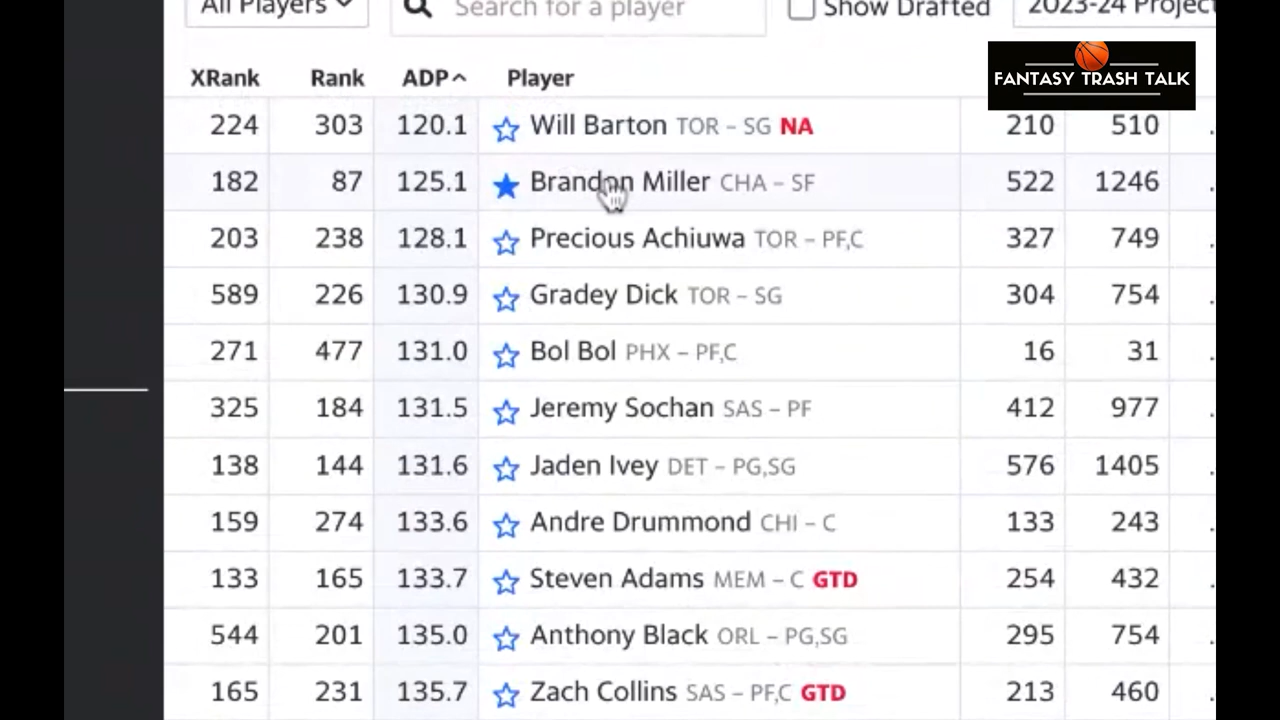 All Players Search for a player Show Drafted 2023-24 Project
FANTASY TRASH TALK
XRank Rank ADP Player
224 303 120.1 Will Barton TOR – SG NA 210 510 .
182 87 125.1 Brandon Miller CHA – SF 522 1246 .
203 238 128.1 Precious Achiuwa TOR – PF,C 327 749 .
589 226 130.9 Gradey Dick TOR – SG 304 754 .
271 477 131.0 Bol Bol PHX – PF,C 16 31 .
325 184 131.5 Jeremy Sochan SAS – PF 412 977 .
138 144 131.6 Jaden Ivey DET – PG,SG 576 1405 .
159 274 133.6 Andre Drummond CHI – C 133 243 .
133 165 133.7 Steven Adams MEM – C GTD 254 432 .
544 201 135.0 Anthony Black ORL – PG,SG 295 754 .
165 231 135.7 Zach Collins SAS – PF,C GTD 213 460 .